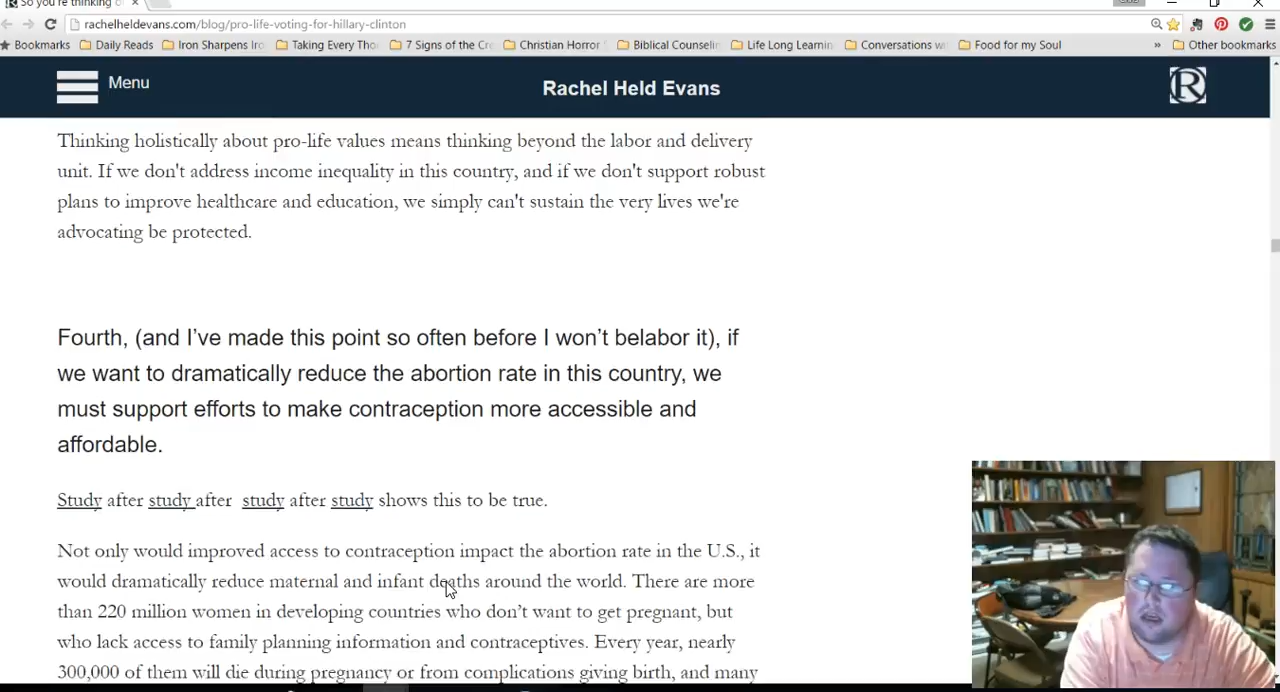 So you're thinking o
rachelheldevans.com/blog/pro-life-voting-for-hillary-clinton
Bookmarks Daily Reads Iron Sharpens Iro Taking Every Tho 7 Signs of the Cre Christian Horror Biblical Counselin Life Long Learnin Conversations wi Food for my Soul » Other bookmarks
Menu Rachel Held Evans R
Thinking holistically about pro-life values means thinking beyond the labor and delivery
unit. If we don't address income inequality in this country, and if we don't support robust
plans to improve healthcare and education, we simply can't sustain the very lives we're
advocating be protected.
Fourth, (and I've made this point so often before I won't belabor it), if
we want to dramatically reduce the abortion rate in this country, we
must support efforts to make contraception more accessible and
affordable.
Study after study after study after study shows this to be true.
Not only would improved access to contraception impact the abortion rate in the U.S., it
would dramatically reduce maternal and infant deaths around the world. There are more
than 220 million women in developing countries who don't want to get pregnant, but
who lack access to family planning information and contraceptives. Every year, nearly
300,000 of them will die during pregnancy or from complications giving birth, and many